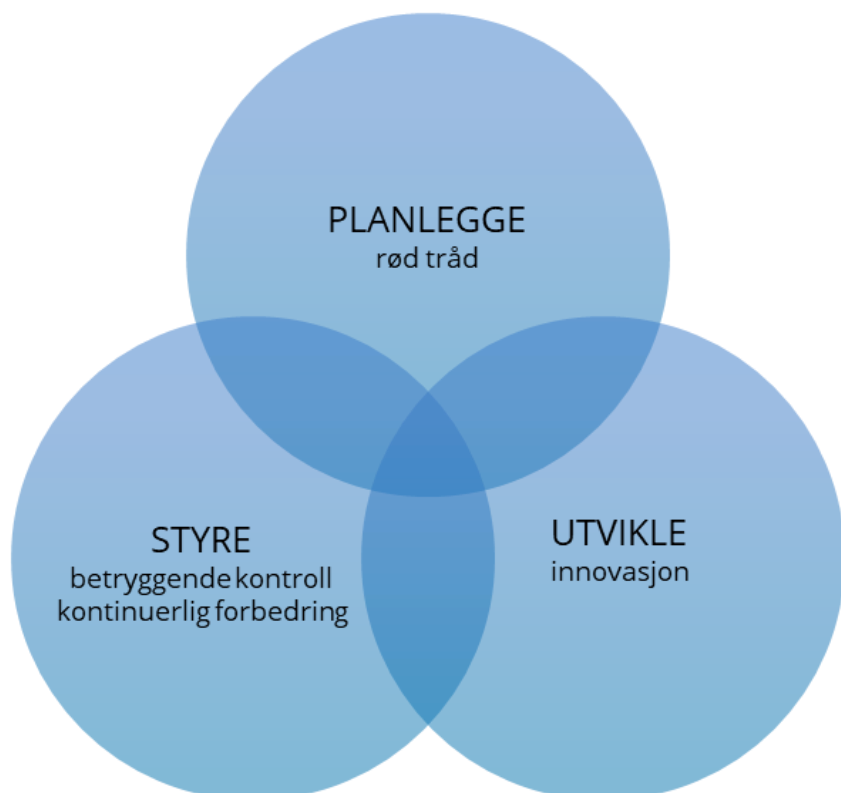 PLANLEGGE
rød tråd
STYRE
betryggende kontroll
kontinuerlig forbedring
UTVIKLE
innovasjon